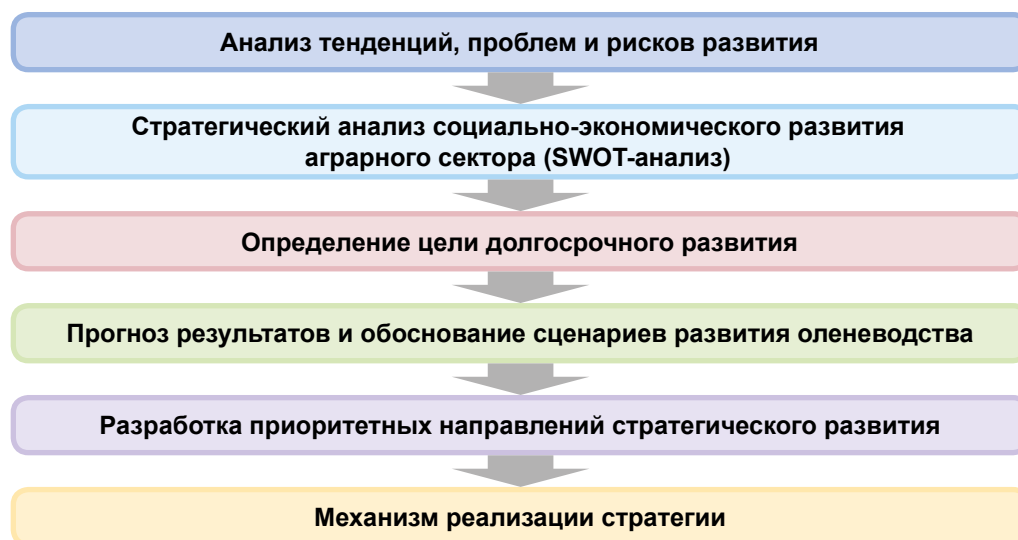 Анализ тенденций, проблем и рисков развития
Стратегический анализ социально-экономического развития
аграрного сектора (SWOT-анализ)
Определение цели долгосрочного развития
Прогноз результатов и обоснование сценариев развития оленеводства
Разработка приоритетных направлений стратегического развития
Механизм реализации стратегии